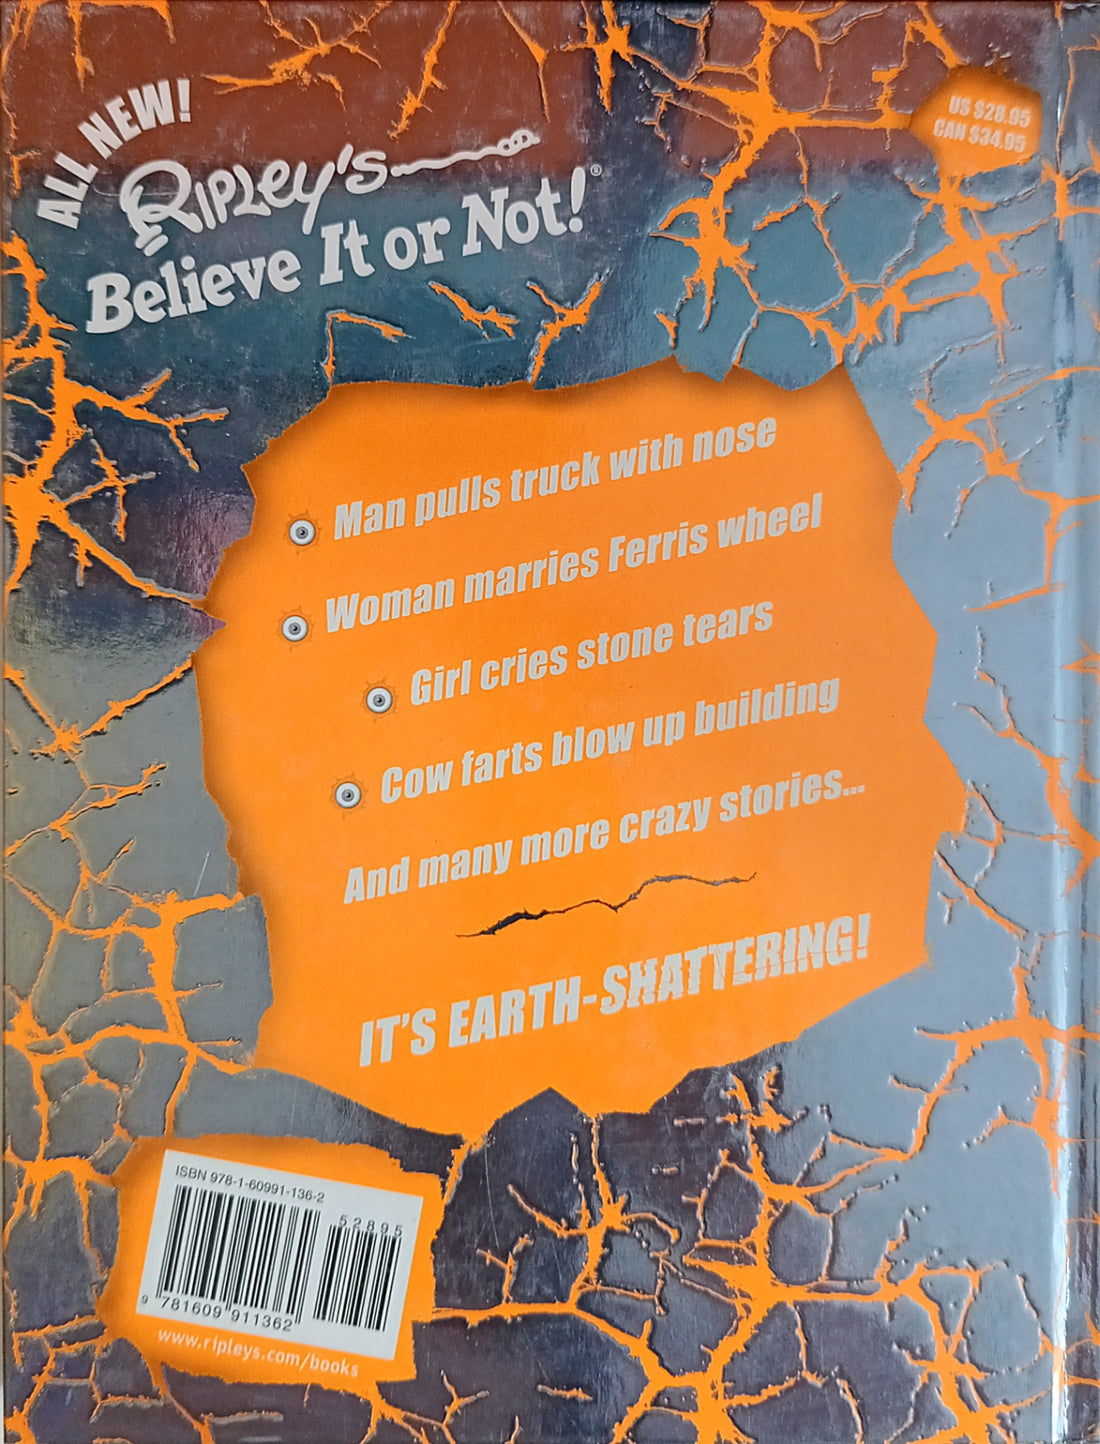 ALL NEW!
RIPLEY'S
Believe It or Not!®
US $28.95
CAN $34.95
Man pulls truck with nose
Woman marries Ferris wheel
Girl cries stone tears
Cow farts blow up building
And many more crazy stories...
IT'S EARTH-SHATTERING!
ISBN 978-1-60991-136-2
52895
9 781609 911362
www.ripleys.com/books